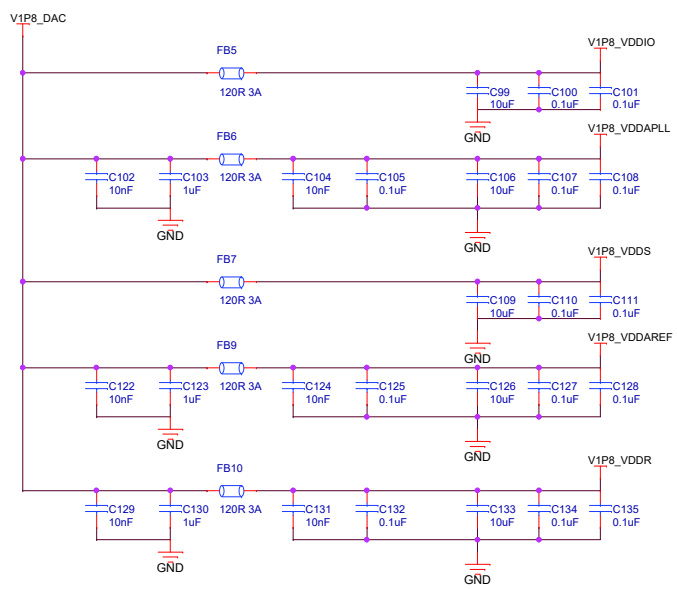 V1P8_DAC
FB5
V1P8_VDDIO
120R 3A
C99
C100
C101
10uF
0.1uF
0.1uF
GND
FB6
V1P8_VDDAPLL
120R 3A
C102
C103
C104
C105
C106
C107
C108
10nF
1uF
10nF
0.1uF
10uF
0.1uF
0.1uF
GND
GND
FB7
V1P8_VDDS
120R 3A
C109
C110
C111
10uF
0.1uF
0.1uF
GND
FB9
V1P8_VDDAREF
120R 3A
C122
C123
C124
C125
C126
C127
C128
10nF
1uF
10nF
0.1uF
10uF
0.1uF
0.1uF
GND
GND
FB10
V1P8_VDDR
120R 3A
C129
C130
C131
C132
C133
C134
C135
10nF
1uF
10nF
0.1uF
10uF
0.1uF
0.1uF
GND
GND